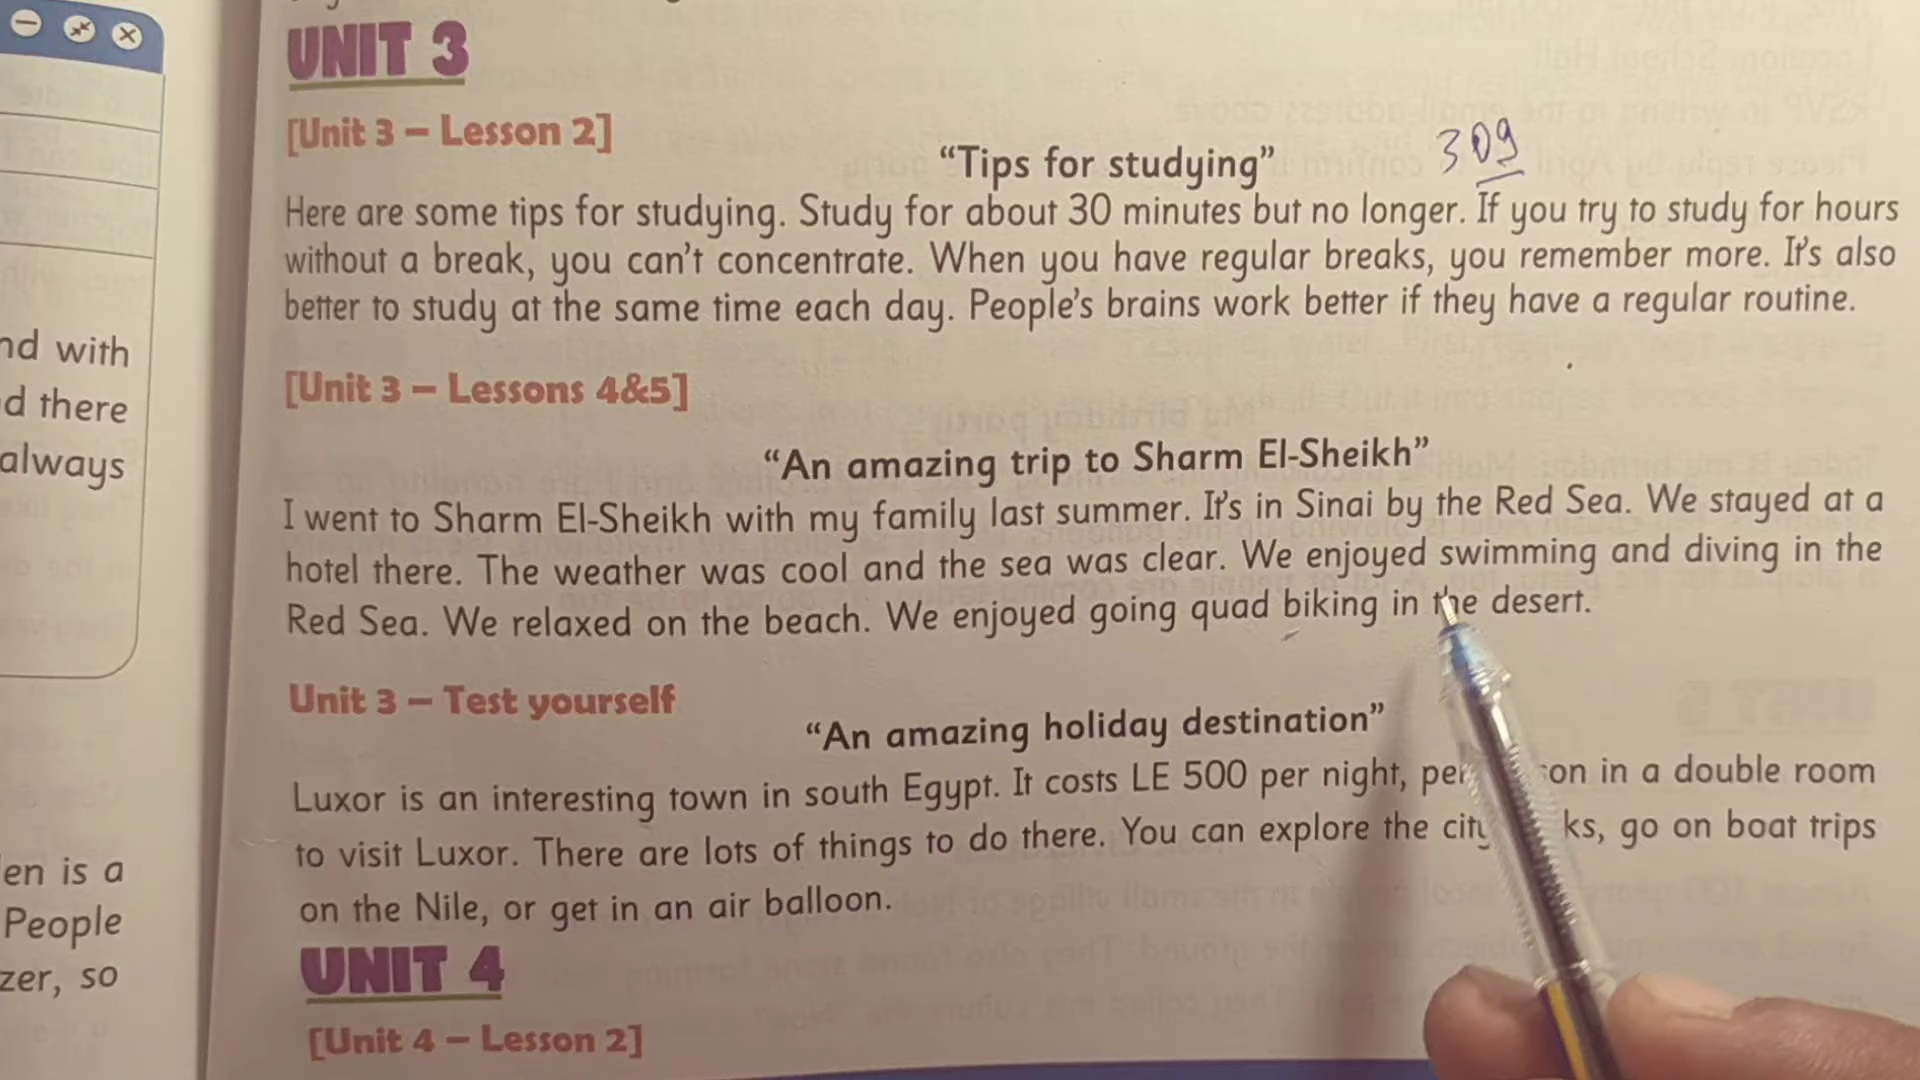 UNIT 3
[Unit 3 – Lesson 2]
309
“Tips for studying”
Here are some tips for studying. Study for about 30 minutes but no longer. If you try to study for hours
without a break, you can't concentrate. When you have regular breaks, you remember more. It's also
better to study at the same time each day. People's brains work better if they have a regular routine.
[Unit 3 – Lessons 4&5]
“An amazing trip to Sharm El-Sheikh”
I went to Sharm El-Sheikh with my family last summer. It's in Sinai by the Red Sea. We stayed at a
hotel there. The weather was cool and the sea was clear. We enjoyed swimming and diving in the
Red Sea. We relaxed on the beach. We enjoyed going quad biking in the desert.
Unit 3 – Test yourself
“An amazing holiday destination”
Luxor is an interesting town in south Egypt. It costs LE 500 per night, per on in a double room
to visit Luxor. There are lots of things to do there. You can explore the city ks, go on boat trips
on the Nile, or get in an air balloon.
UNIT 4
[Unit 4 – Lesson 2]
nd with
d there
always
en is a
People
zer, so